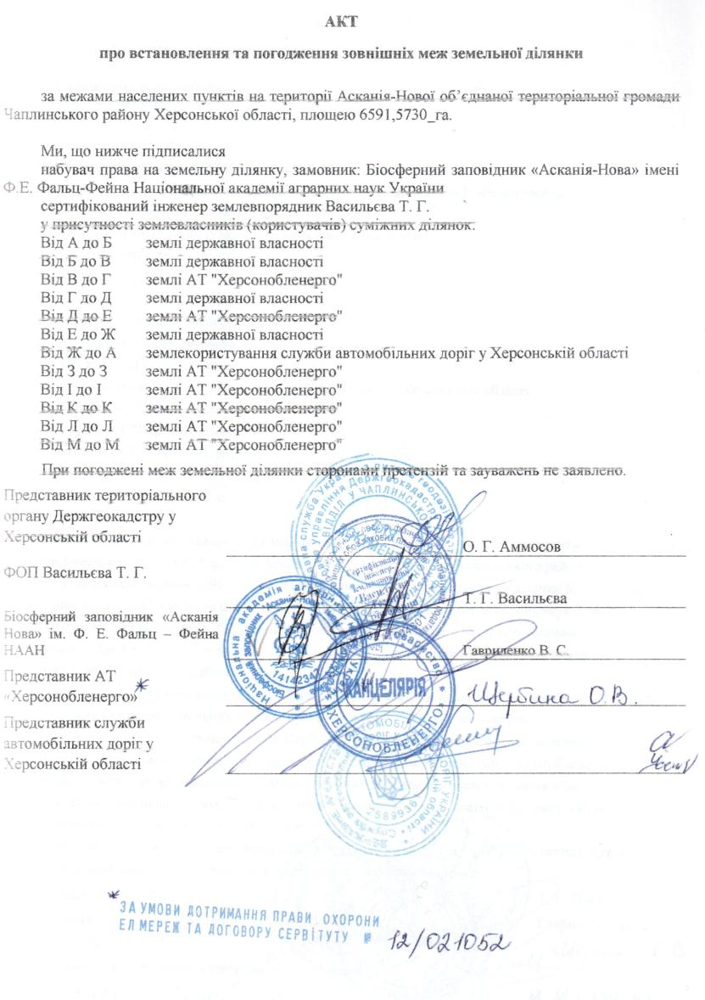 АКТ
про встановлення та погодження зовнішніх меж земельної ділянки
за межами населених пунктів на території Асканія-Нової об’єднаної територіальної громади
Чаплинського району Херсонської області, площею 6591,5730_га.
Ми, що нижче підписалися
набувач права на земельну ділянку, замовник: Біосферний заповідник «Асканія-Нова» імені
Ф.Е. Фальц-Фейна Національної академії аграрних наук України
сертифікований інженер землевпорядник Васильєва Т. Г.
у присутності землевласників (користувачів) суміжних ділянок:
Від А до Б землі державної власності
Від Б до В землі державної власності
Від В до Г землі АТ "Херсонобленерго"
Від Г до Д землі державної власності
Від Д до Е землі АТ "Херсонобленерго"
Від Е до Ж землі державної власності
Від Ж до А землекористування служби автомобільних доріг у Херсонській області
Від З до З землі АТ "Херсонобленерго"
Від І до І землі АТ "Херсонобленерго"
Від К до К землі АТ "Херсонобленерго"
Від Л до Л землі АТ "Херсонобленерго"
Від М до М землі АТ "Херсонобленерго"
При погоджені меж земельної ділянки сторонами претензій та зауважень не заявлено.
Представник територіального
органу Держгеокадстру у
Херсонській області
О. Г. Аммосов
ФОП Васильєва Т. Г.
Т. Г. Васильєва
Біосферний заповідник «Асканія
Нова» ім. Ф. Е. Фальц – Фейна
НААН
Гавриленко В. С.
Представник АТ
«Херсонобленерго»*
Щербина О.В.
КАНЦЕЛЯРІЯ
ХЕРСОНОБЛЕНЕРГО
14142347
Представник служби
автомобільних доріг у
Херсонській області
* ЗА УМОВИ ДОТРИМАННЯ ПРАВИ ОХОРОНИ
ЕЛ МЕРЕЖ ТА ДОГОВОРУ СЕРВІТУТУ № 12/021052